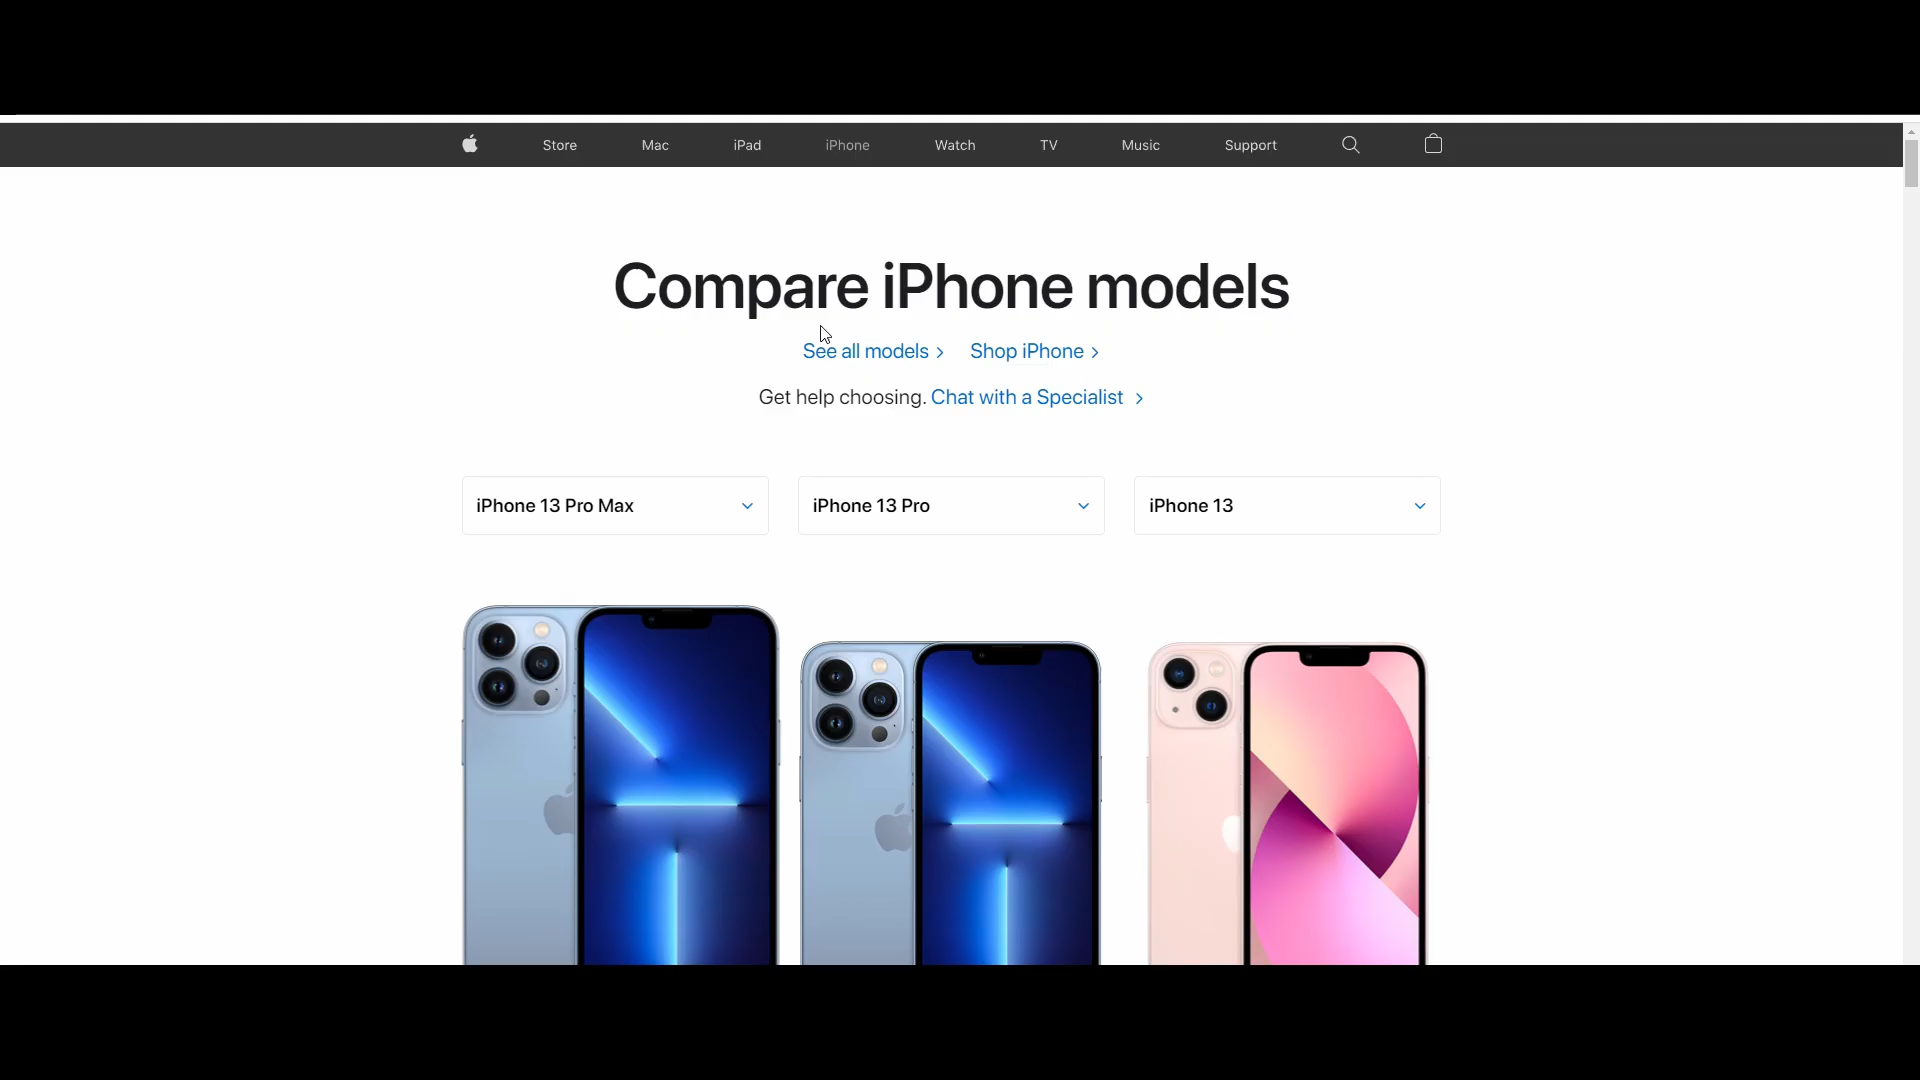 Store Mac iPad iPhone Watch TV Music Support
Compare iPhone models
See all models Shop iPhone
Get help choosing. Chat with a Specialist
iPhone 13 Pro Max iPhone 13 Pro iPhone 13